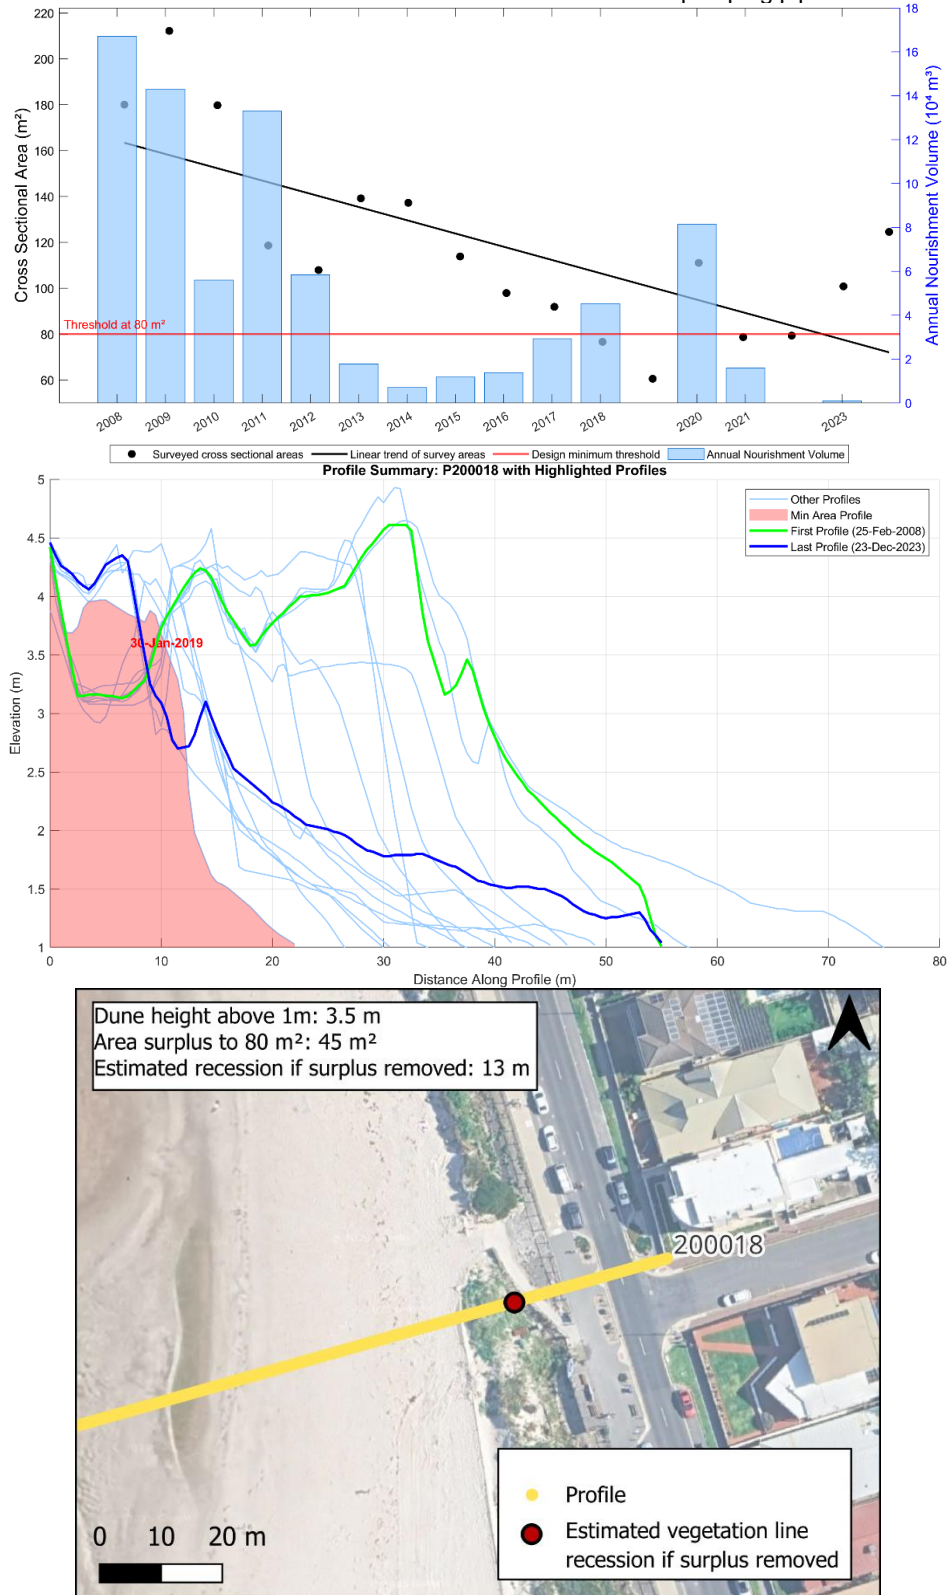 220
200
180
160
140
120
100
80
60
Cross Sectional Area (m²)
Threshold at 80 m²
18
16
14
12
10
8
6
4
2
0
Annual Nourishment Volume (10⁴ m³)
2008 2009 2010 2011 2012 2013 2014 2015 2016 2017 2018 2020 2021 2023
Surveyed cross sectional areas Linear trend of survey areas Design minimum threshold Annual Nourishment Volume
Profile Summary: P200018 with Highlighted Profiles
5
4.5
4
3.5
3
2.5
2
1.5
1
Elevation (m)
Other Profiles
Min Area Profile
First Profile (25-Feb-2008)
Last Profile (23-Dec-2023)
30-Jan-2019
0 10 20 30 40 50 60 70 80
Distance Along Profile (m)
Dune height above 1m: 3.5 m
Area surplus to 80 m²: 45 m²
Estimated recession if surplus removed: 13 m
200018
Profile
Estimated vegetation line
recession if surplus removed
0 10 20 m